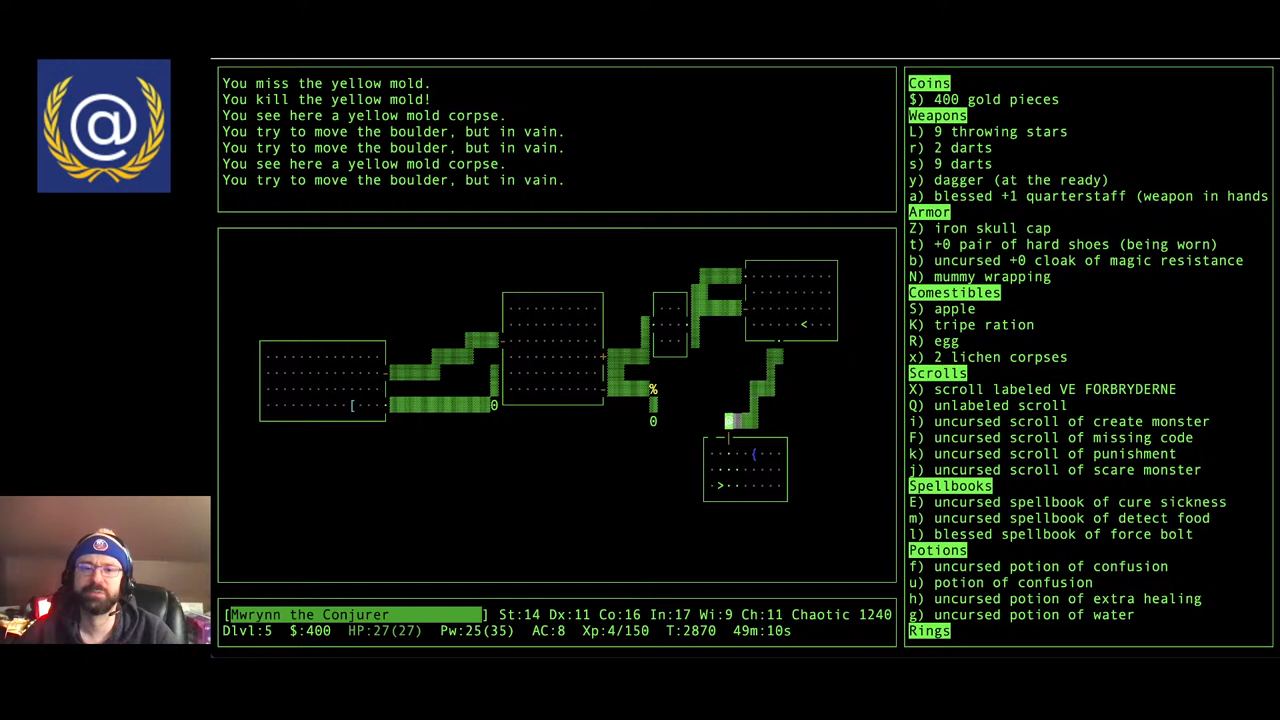 @
You miss the yellow mold.
You kill the yellow mold!
You see here a yellow mold corpse.
You try to move the boulder, but in vain.
You try to move the boulder, but in vain.
You see here a yellow mold corpse.
You try to move the boulder, but in vain.
[Mwrynn the Conjurer ] St:14 Dx:11 Co:16 In:17 Wi:9 Ch:11 Chaotic 1240
Dlvl:5 $:400 HP:27(27) Pw:25(35) AC:8 Xp:4/150 T:2870 49m:10s
Coins
$) 400 gold pieces
Weapons
L) 9 throwing stars
r) 2 darts
s) 9 darts
y) dagger (at the ready)
a) blessed +1 quarterstaff (weapon in hands
Armor
Z) iron skull cap
t) +0 pair of hard shoes (being worn)
b) uncursed +0 cloak of magic resistance
N) mummy wrapping
Comestibles
S) apple
K) tripe ration
R) egg
x) 2 lichen corpses
Scrolls
X) scroll labeled VE FORBRYDERNE
Q) unlabeled scroll
i) uncursed scroll of create monster
F) uncursed scroll of missing code
k) uncursed scroll of punishment
j) uncursed scroll of scare monster
Spellbooks
E) uncursed spellbook of cure sickness
m) uncursed spellbook of detect food
l) blessed spellbook of force bolt
Potions
f) uncursed potion of confusion
u) potion of confusion
h) uncursed potion of extra healing
g) uncursed potion of water
Rings